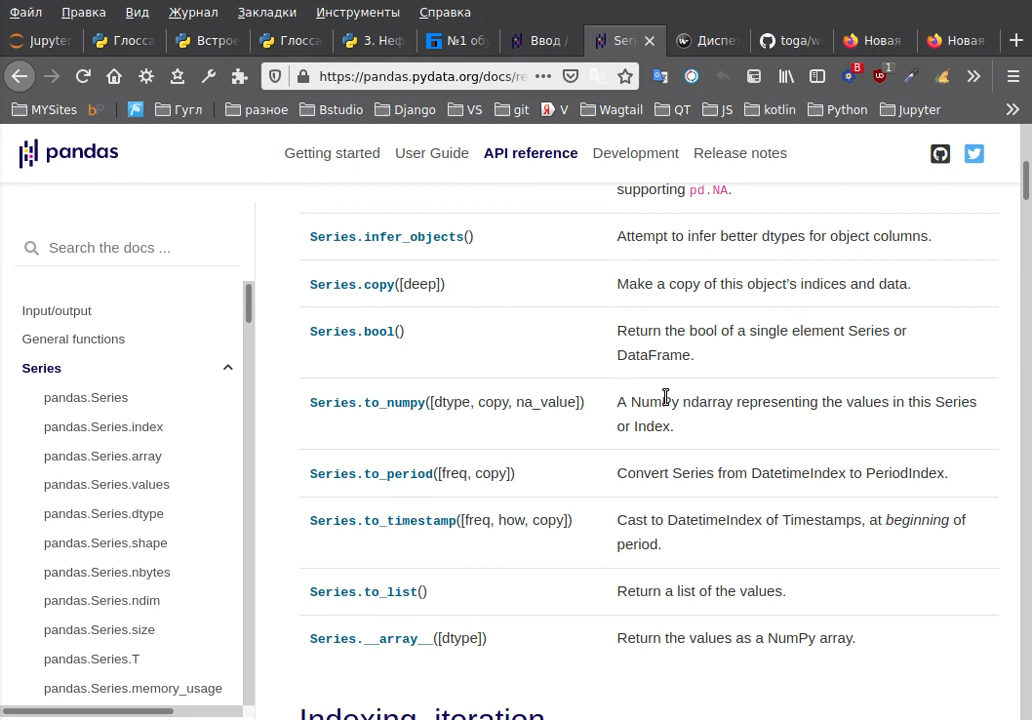 Файл Правка Вид Журнал Закладки Инструменты Справка
Jupyter Глосса Встрое Глосса 3. Неф №1 об Ввод / Seri Диспе toga/w Новая Новая
https://pandas.pydata.org/docs/re B 1
MYSites bP Гугл разное Bstudio Django VS git Я V Wagtail QT JS kotlin Python Jupyter
pandas Getting started User Guide API reference Development Release notes
supporting pd.NA.
Series.infer_objects() Attempt to infer better dtypes for object columns.
Search the docs ...
Series.copy([deep]) Make a copy of this object’s indices and data.
Input/output
Series.bool() Return the bool of a single element Series or
General functions
DataFrame.
Series
pandas.Series
Series.to_numpy([dtype, copy, na_value]) A NumPy ndarray representing the values in this Series
pandas.Series.index or Index.
pandas.Series.array
Series.to_period([freq, copy]) Convert Series from DatetimeIndex to PeriodIndex.
pandas.Series.values
pandas.Series.dtype
Series.to_timestamp([freq, how, copy]) Cast to DatetimeIndex of Timestamps, at beginning of
pandas.Series.shape period.
pandas.Series.nbytes
Series.to_list() Return a list of the values.
pandas.Series.ndim
pandas.Series.size
Series.__array__([dtype]) Return the values as a NumPy array.
pandas.Series.T
pandas.Series.memory_usage
Indexing, iteration